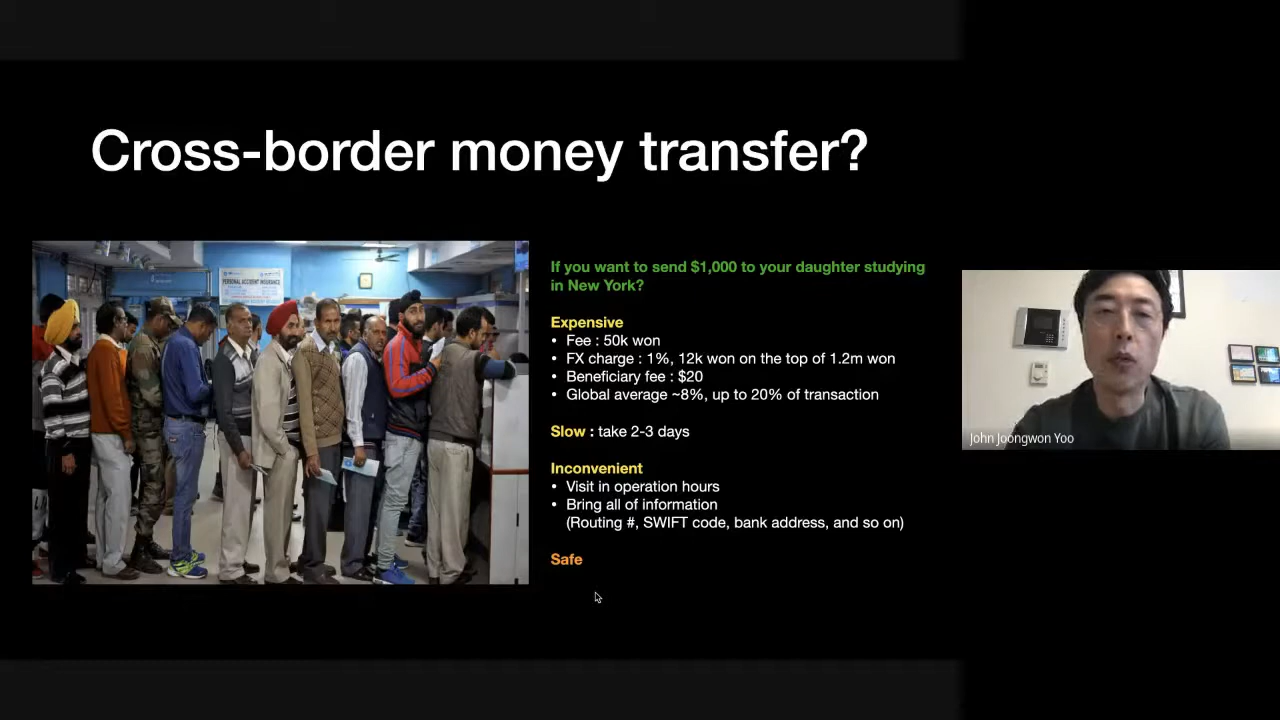 Cross-border money transfer?
PERSONAL ACCIDENT INSURANCE
If you want to send $1,000 to your daughter studying
in New York?
Expensive
• Fee : 50k won
• FX charge : 1%, 12k won on the top of 1.2m won
• Beneficiary fee : $20
• Global average ~8%, up to 20% of transaction
Slow : take 2-3 days
Inconvenient
• Visit in operation hours
• Bring all of information
(Routing #, SWIFT code, bank address, and so on)
Safe
John Joongwon Yoo